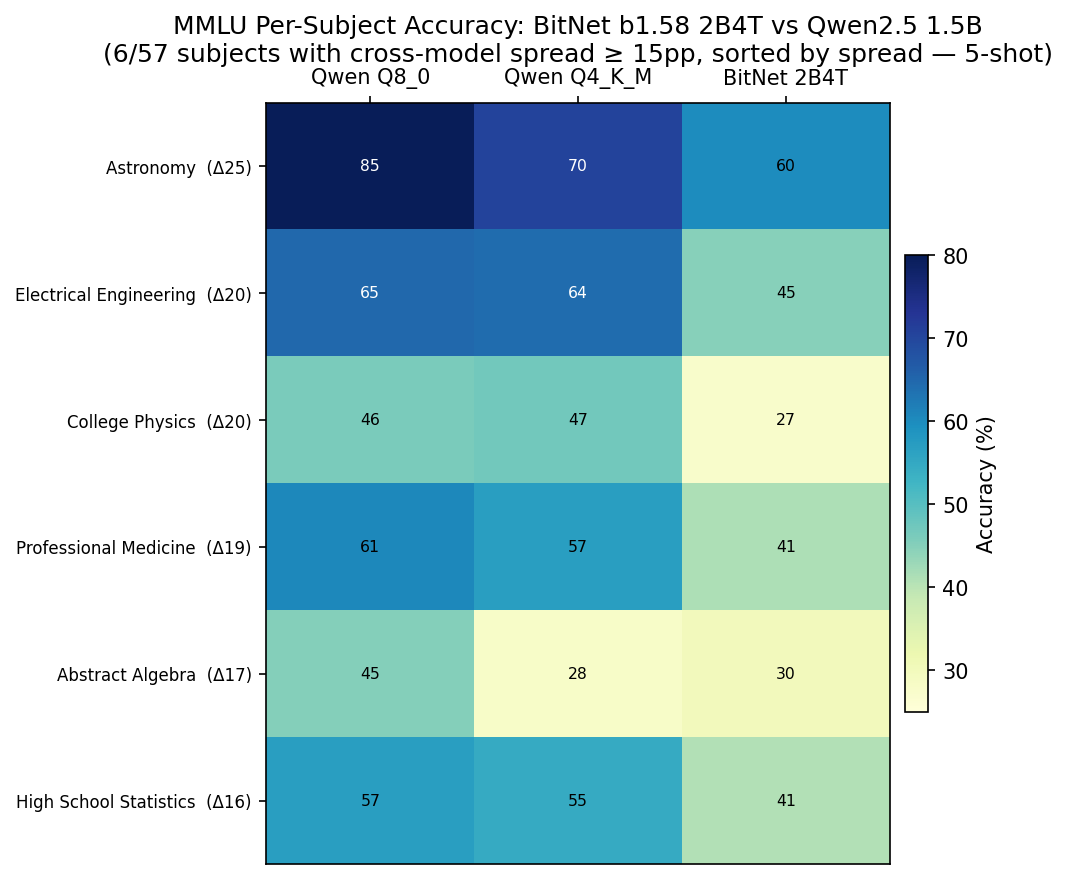 MMLU Per-Subject Accuracy: BitNet b1.58 2B4T vs Qwen2.5 1.5B
(6/57 subjects with cross-model spread ≥ 15pp, sorted by spread — 5-shot)
Qwen Q8_0 Qwen Q4_K_M BitNet 2B4T
Astronomy (Δ25) 85 70 60
Electrical Engineering (Δ20) 65 64 45
College Physics (Δ20) 46 47 27
Professional Medicine (Δ19) 61 57 41
Abstract Algebra (Δ17) 45 28 30
High School Statistics (Δ16) 57 55 41
80
70
60
50
40
30
Accuracy (%)